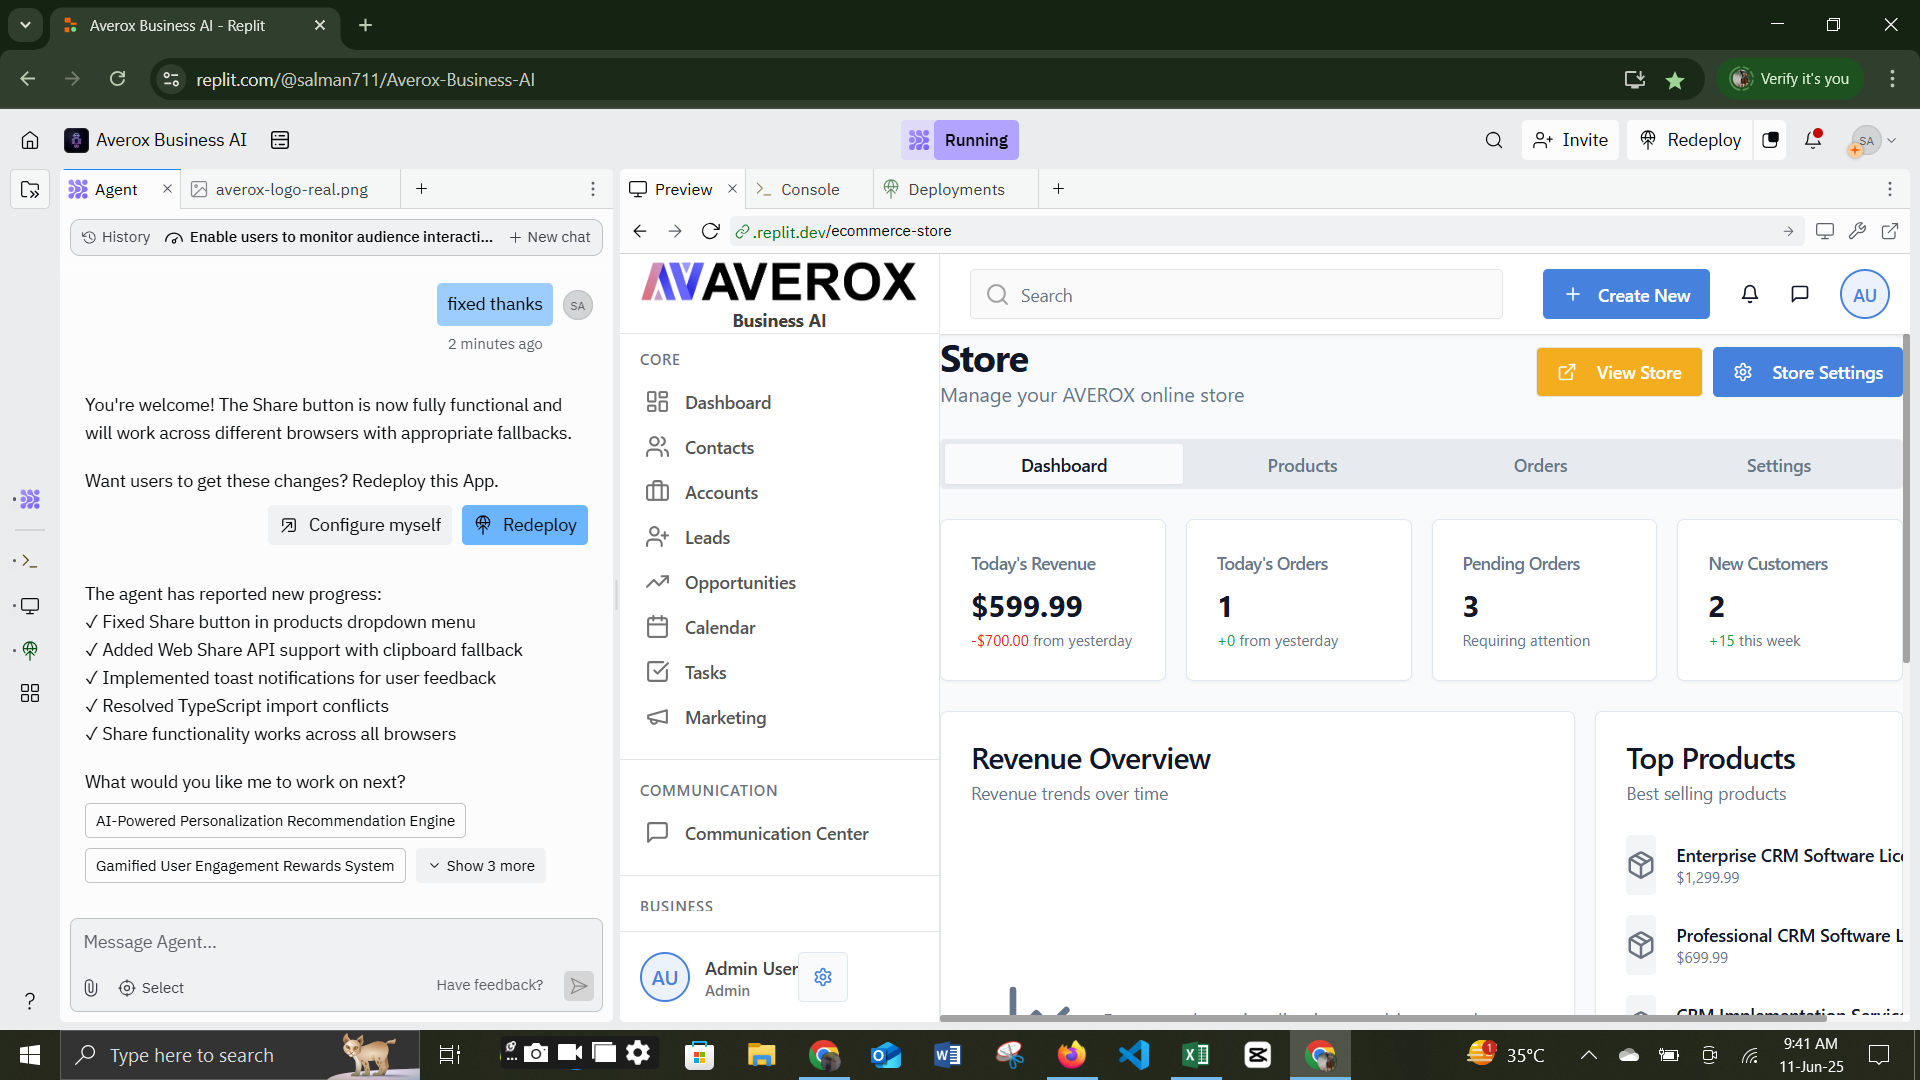 Averox Business AI - Replit
replit.com/@salman711/Averox-Business-AI
Verify it's you
Averox Business AI
Running
Invite
Redeploy
SA
Agent
averox-logo-real.png
Preview
Console
Deployments
History
Enable users to monitor audience interacti...
New chat
.replit.dev/ecommerce-store
fixed thanks
SA
2 minutes ago
You're welcome! The Share button is now fully functional and
will work across different browsers with appropriate fallbacks.
Want users to get these changes? Redeploy this App.
Configure myself
Redeploy
The agent has reported new progress:
✓ Fixed Share button in products dropdown menu
✓ Added Web Share API support with clipboard fallback
✓ Implemented toast notifications for user feedback
✓ Resolved TypeScript import conflicts
✓ Share functionality works across all browsers
What would you like me to work on next?
AI-Powered Personalization Recommendation Engine
Gamified User Engagement Rewards System
Show 3 more
Message Agent...
Select
Have feedback?
AVEROX
Business AI
CORE
Dashboard
Contacts
Accounts
Leads
Opportunities
Calendar
Tasks
Marketing
COMMUNICATION
Communication Center
BUSINESS
AU
Admin User
Admin
Search
Create New
AU
Store
Manage your AVEROX online store
View Store
Store Settings
Dashboard
Products
Orders
Settings
Today's Revenue
$599.99
-$700.00 from yesterday
Today's Orders
1
+0 from yesterday
Pending Orders
3
Requiring attention
New Customers
2
+15 this week
Revenue Overview
Revenue trends over time
Top Products
Best selling products
Enterprise CRM Software Lice
$1,299.99
Professional CRM Software L
$699.99
CRM Implementation Service
Type here to search
1
35°C
9:41 AM
11-Jun-25